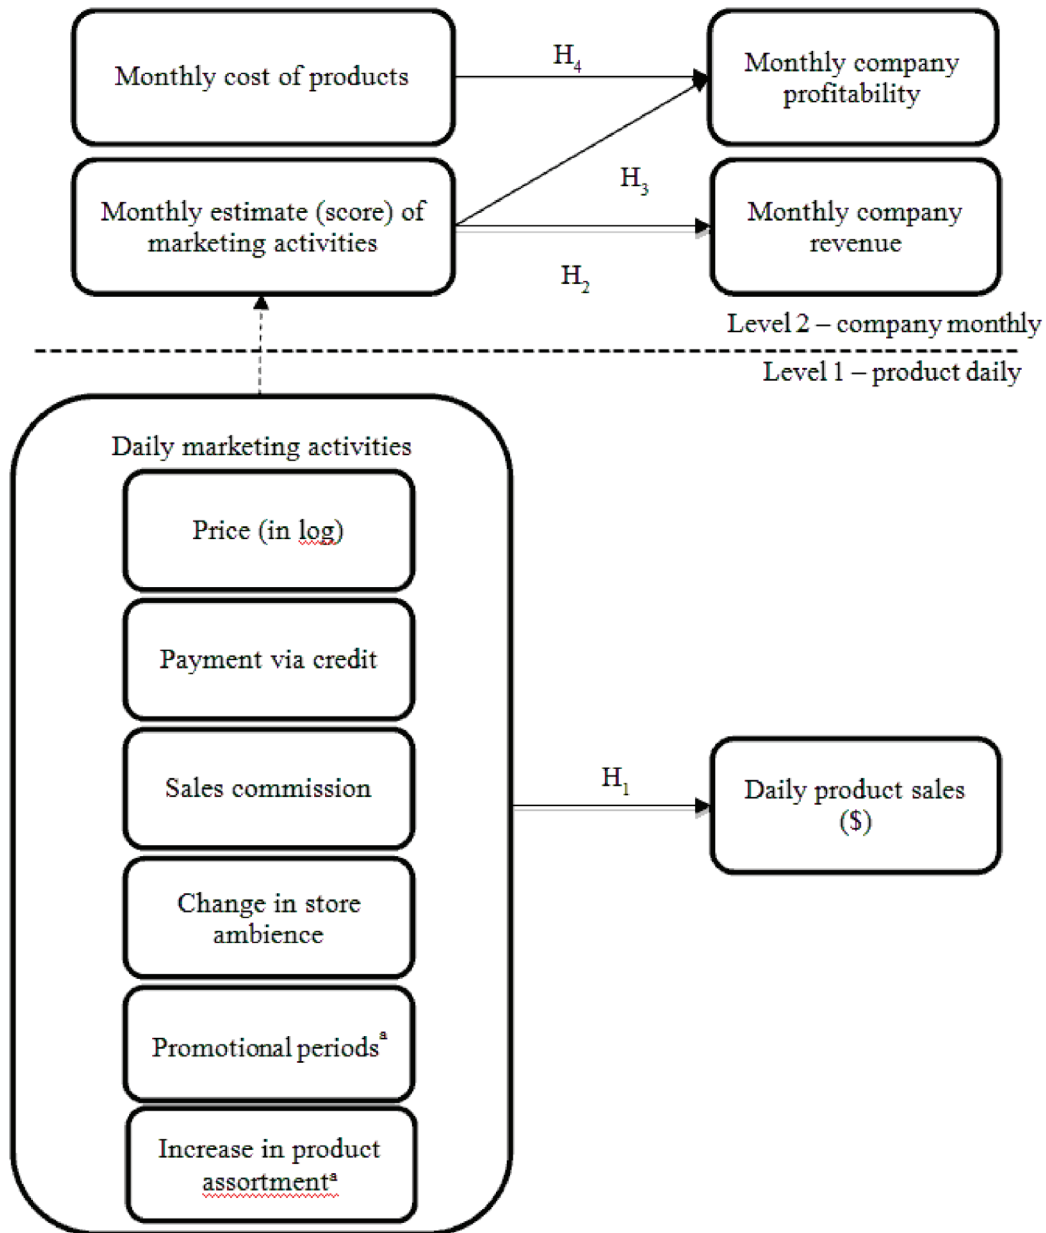 Monthly cost of products
H4
Monthly company
profitability
Monthly estimate (score) of
marketing activities
H3
Monthly company
revenue
H2
Level 2 – company monthly
Level 1 – product daily
Daily marketing activities
Price (in log)
Payment via credit
Sales commission
Change in store
ambience
Promotional periodsª
Increase in product
assortmentª
H1
Daily product sales
($)